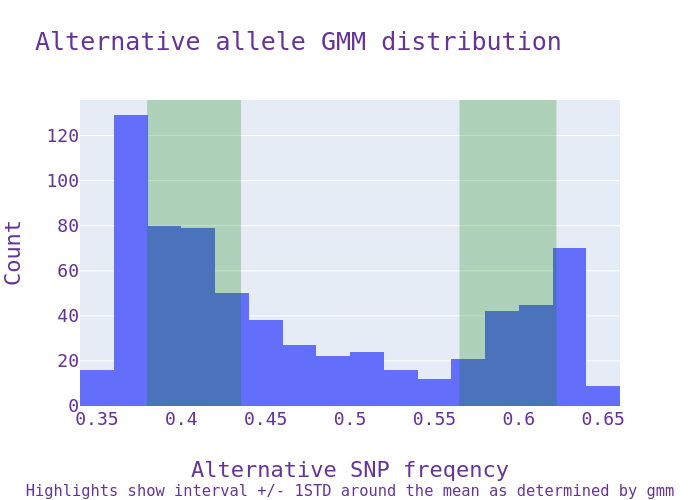 Alternative allele GMM distribution
Count
120
100
80
60
40
20
0
0.35 0.4 0.45 0.5 0.55 0.6 0.65
Alternative SNP freqency
Highlights show interval +/- 1STD around the mean as determined by gmm